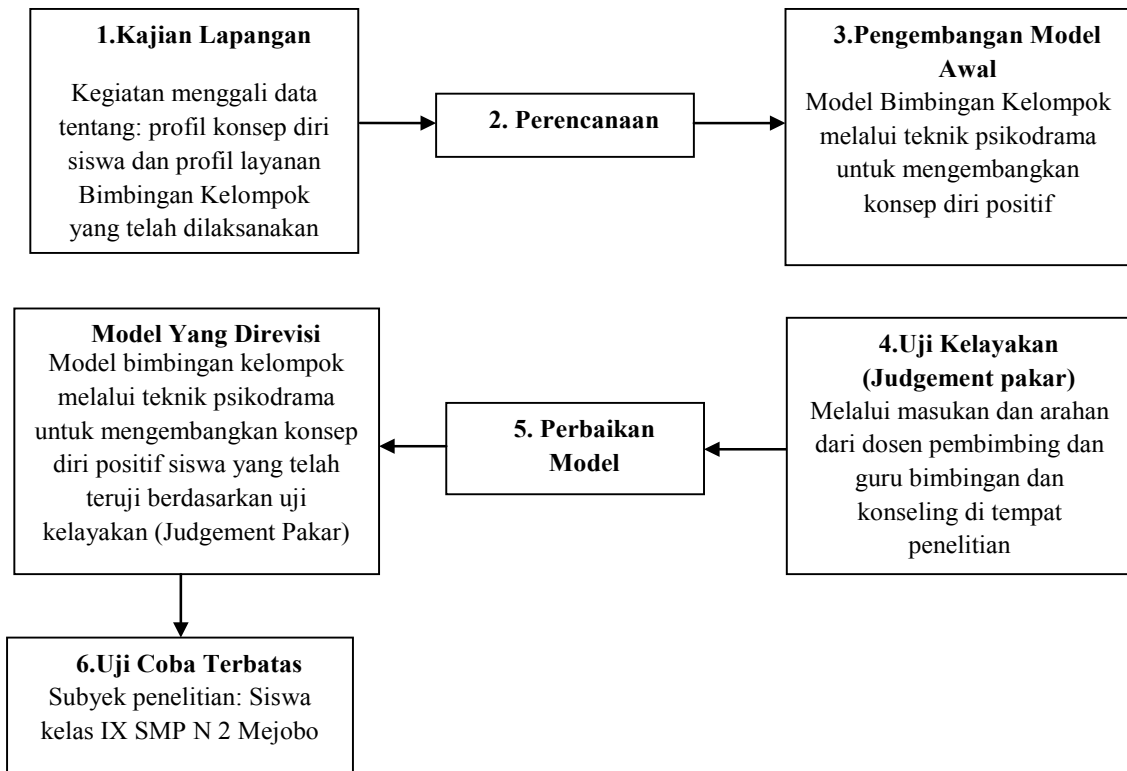 1.Kajian Lapangan
Kegiatan menggali data
tentang: profil konsep diri
siswa dan profil layanan
Bimbingan Kelompok
yang telah dilaksanakan
2. Perencanaan
3.Pengembangan Model
Awal
Model Bimbingan Kelompok
melalui teknik psikodrama
untuk mengembangkan
konsep diri positif
4.Uji Kelayakan
(Judgement pakar)
Melalui masukan dan arahan
dari dosen pembimbing dan
guru bimbingan dan
konseling di tempat
penelitian
5. Perbaikan
Model
Model Yang Direvisi
Model bimbingan kelompok
melalui teknik psikodrama
untuk mengembangkan konsep
diri positif siswa yang telah
teruji berdasarkan uji
kelayakan (Judgement Pakar)
6.Uji Coba Terbatas
Subyek penelitian: Siswa
kelas IX SMP N 2 Mejobo